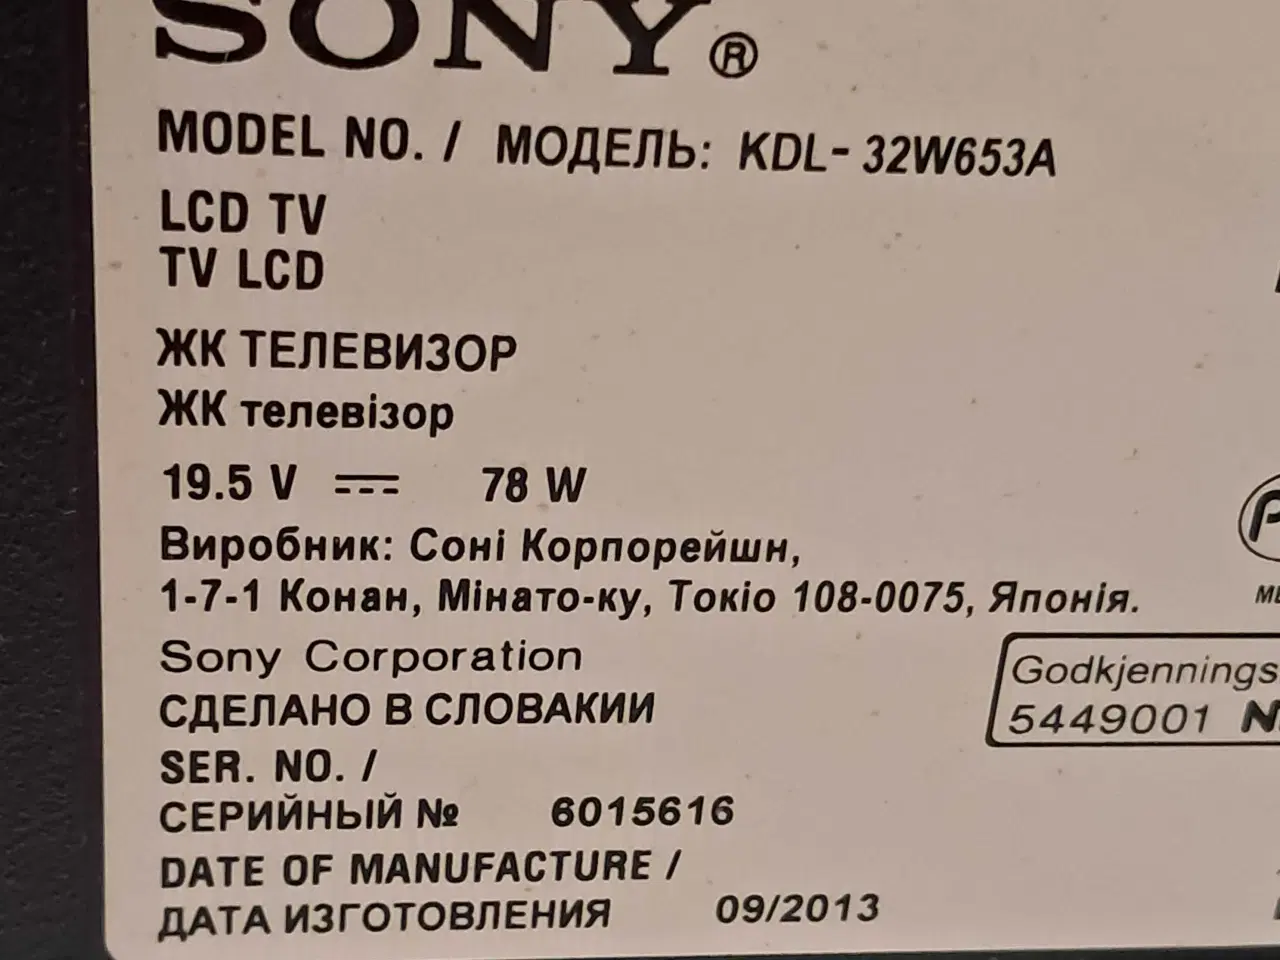 SONY®
MODEL NO. / МОДЕЛЬ: KDL-32W653A
LCD TV
TV LCD
ЖК ТЕЛЕВИЗОР
ЖК телевізор
19.5 V 78 W
Виробник: Соні Корпорейшн,
1-7-1 Конан, Мінато-ку, Токіо 108-0075, Японія.
Sony Corporation
СДЕЛАНО В СЛОВАКИИ
Godkjennings
5449001
SER. NO. /
СЕРИЙНЫЙ № 6015616
DATE OF MANUFACTURE /
ДАТА ИЗГОТОВЛЕНИЯ 09/2013